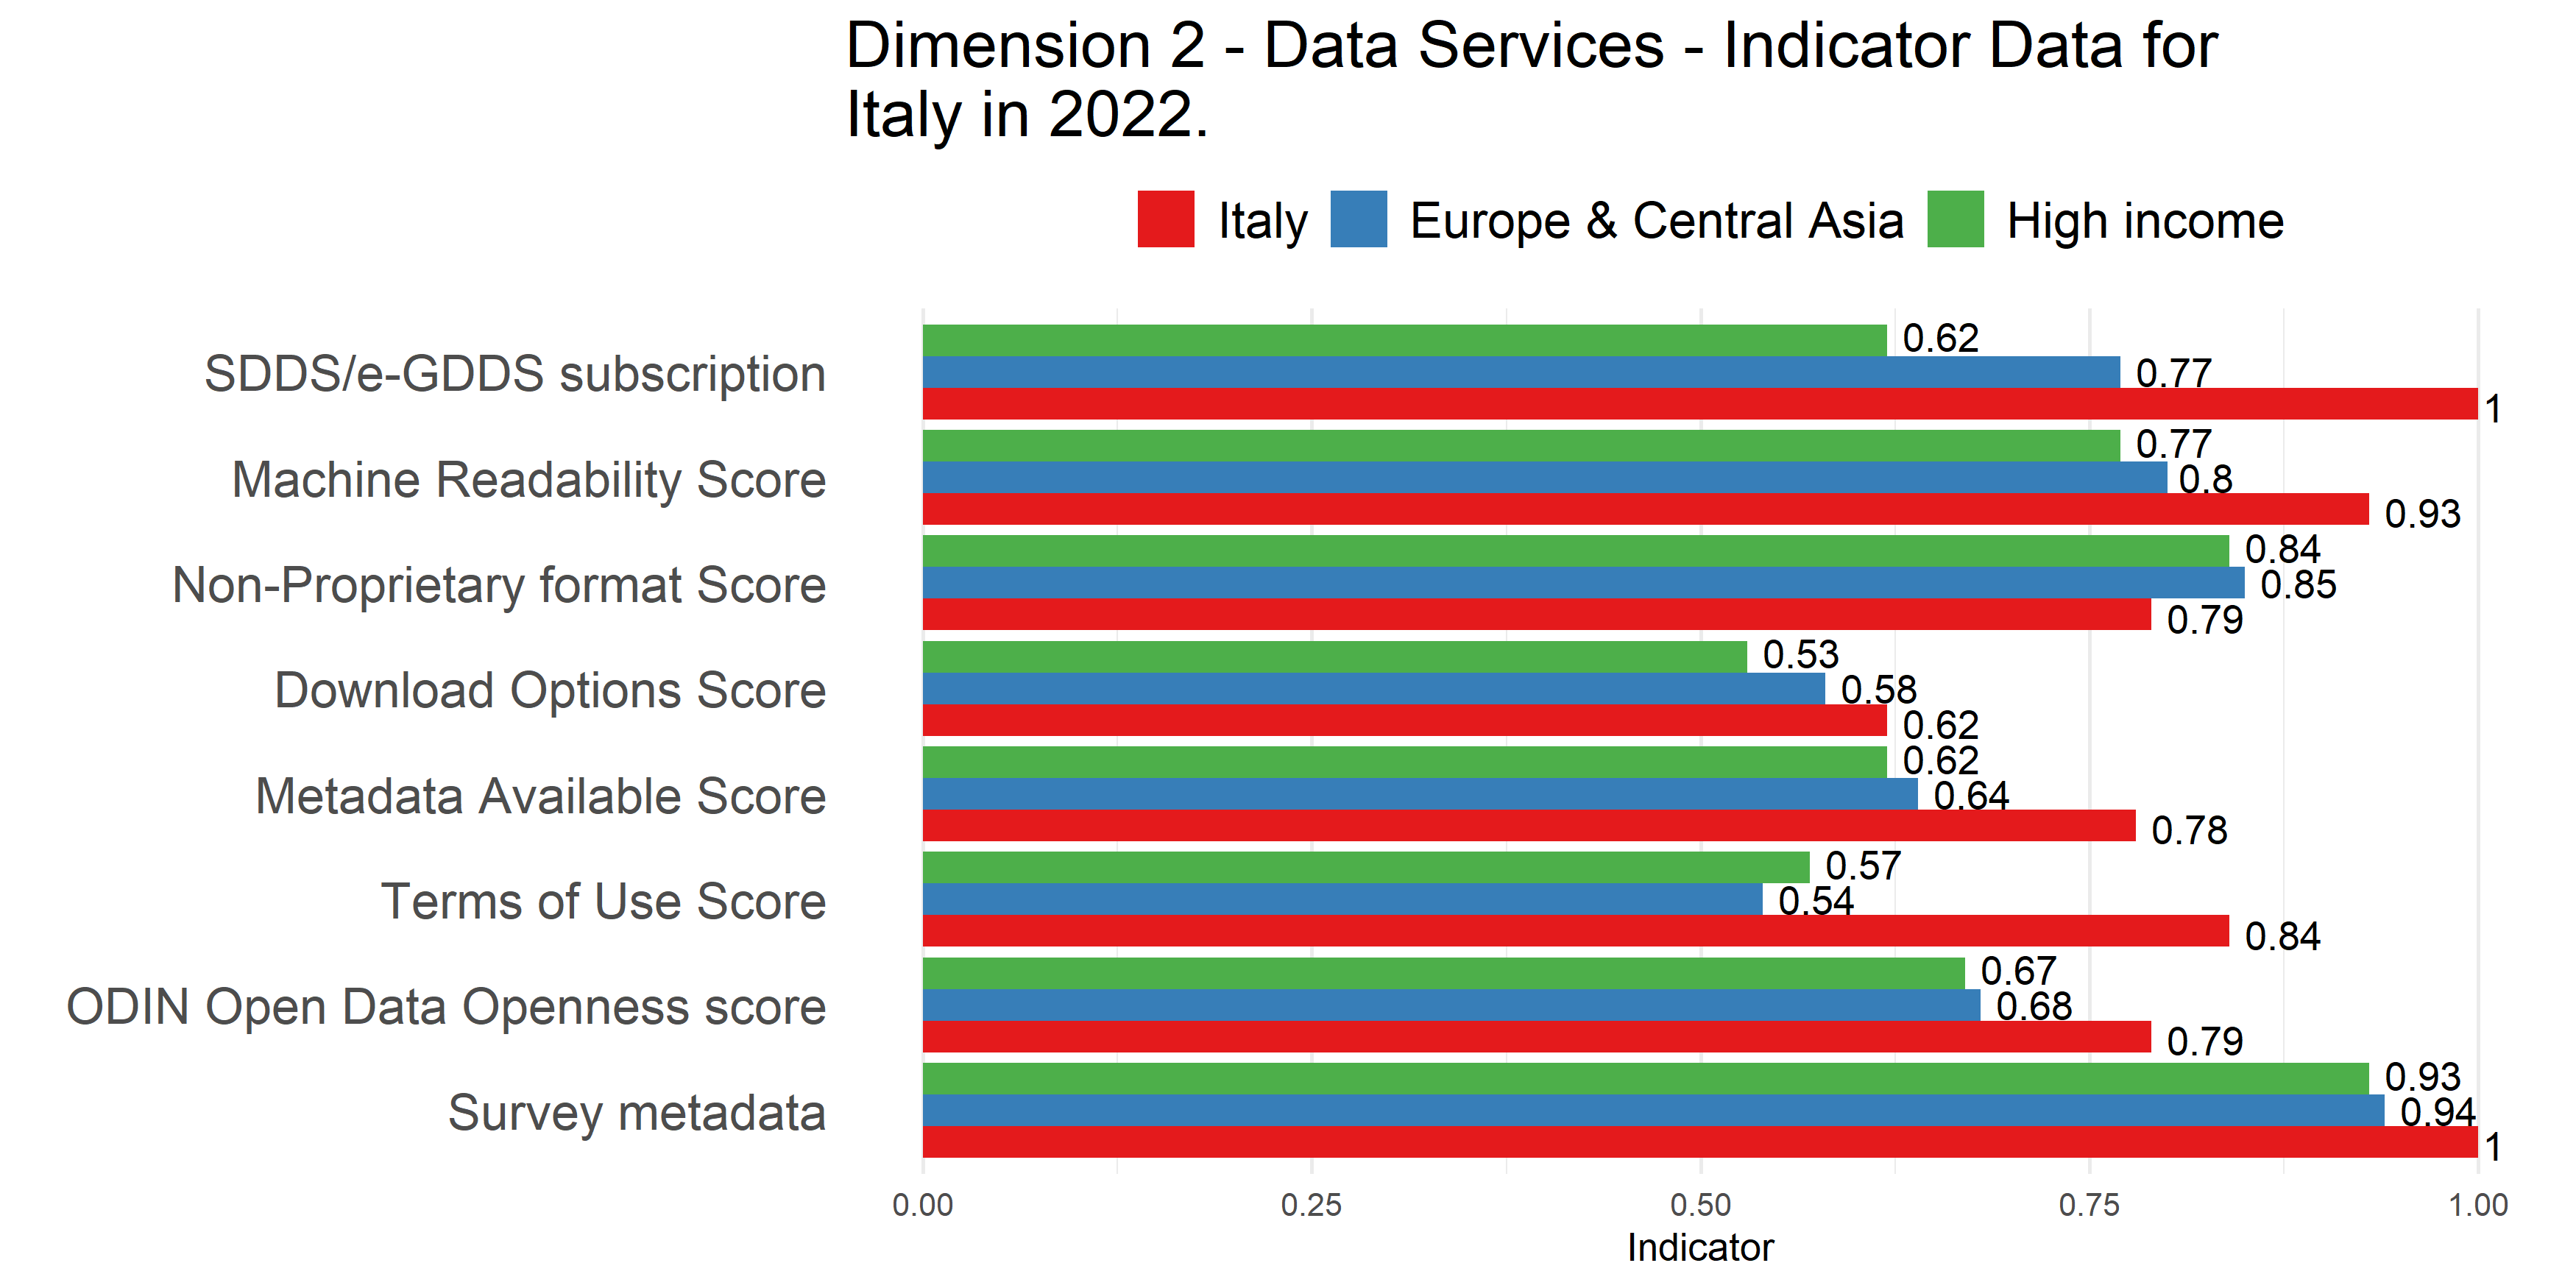 Dimension 2 - Data Services - Indicator Data for
Italy in 2022.
Italy Europe & Central Asia High income
SDDS/e-GDDS subscription
0.62
0.77
1
Machine Readability Score
0.77
0.8
0.93
Non-Proprietary format Score
0.84
0.85
0.79
Download Options Score
0.53
0.58
0.62
Metadata Available Score
0.62
0.64
0.78
Terms of Use Score
0.57
0.54
0.84
ODIN Open Data Openness score
0.67
0.68
0.79
Survey metadata
0.93
0.94
1
0.00 0.25 0.50 0.75 1.00
Indicator